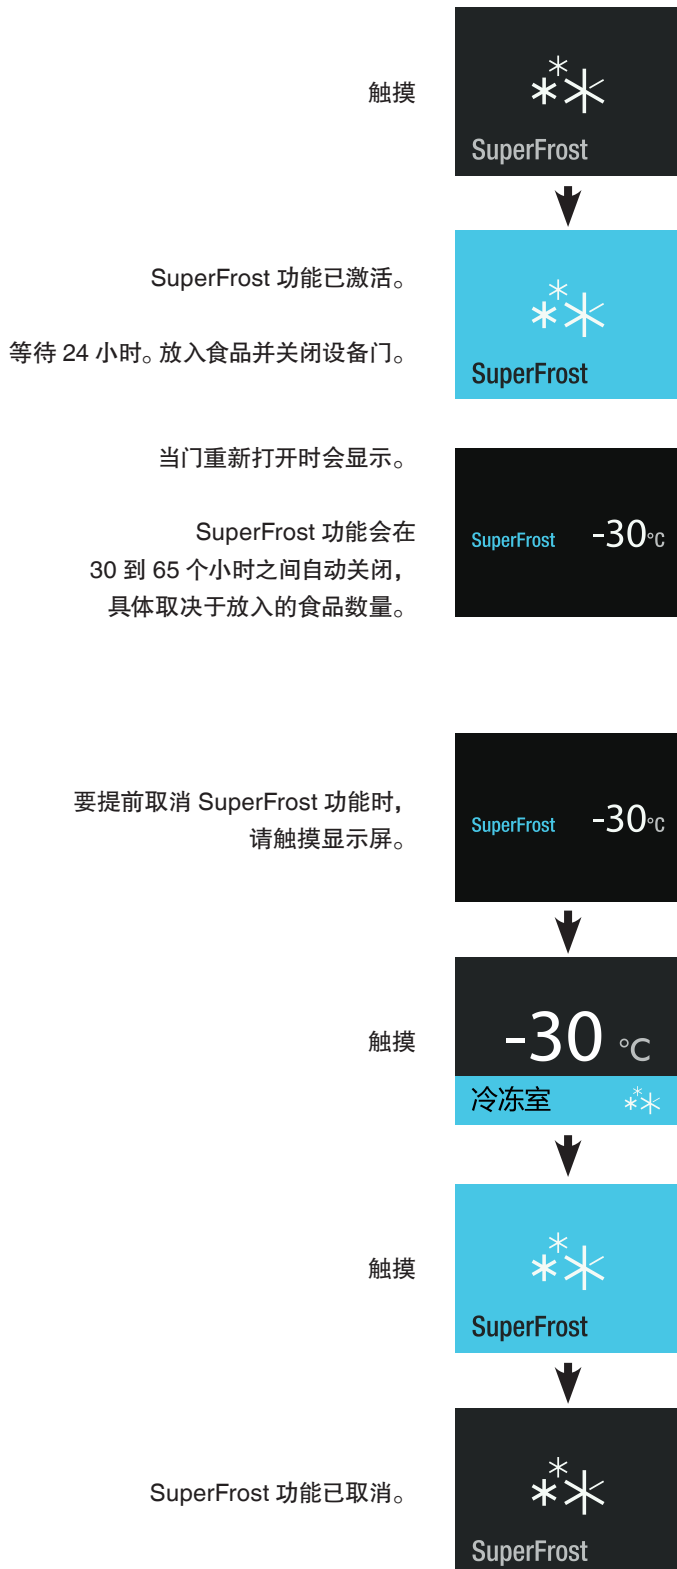 触摸
SuperFrost
SuperFrost 功能已激活。
等待 24 小时。放入食品并关闭设备门。
SuperFrost
当门重新打开时会显示。
SuperFrost 功能会在
30 到 65 个小时之间自动关闭，
具体取决于放入的食品数量。
SuperFrost -30°C
要提前取消 SuperFrost 功能时，
请触摸显示屏。
SuperFrost -30°C
触摸
-30 °C
冷冻室
触摸
SuperFrost
SuperFrost 功能已取消。
SuperFrost